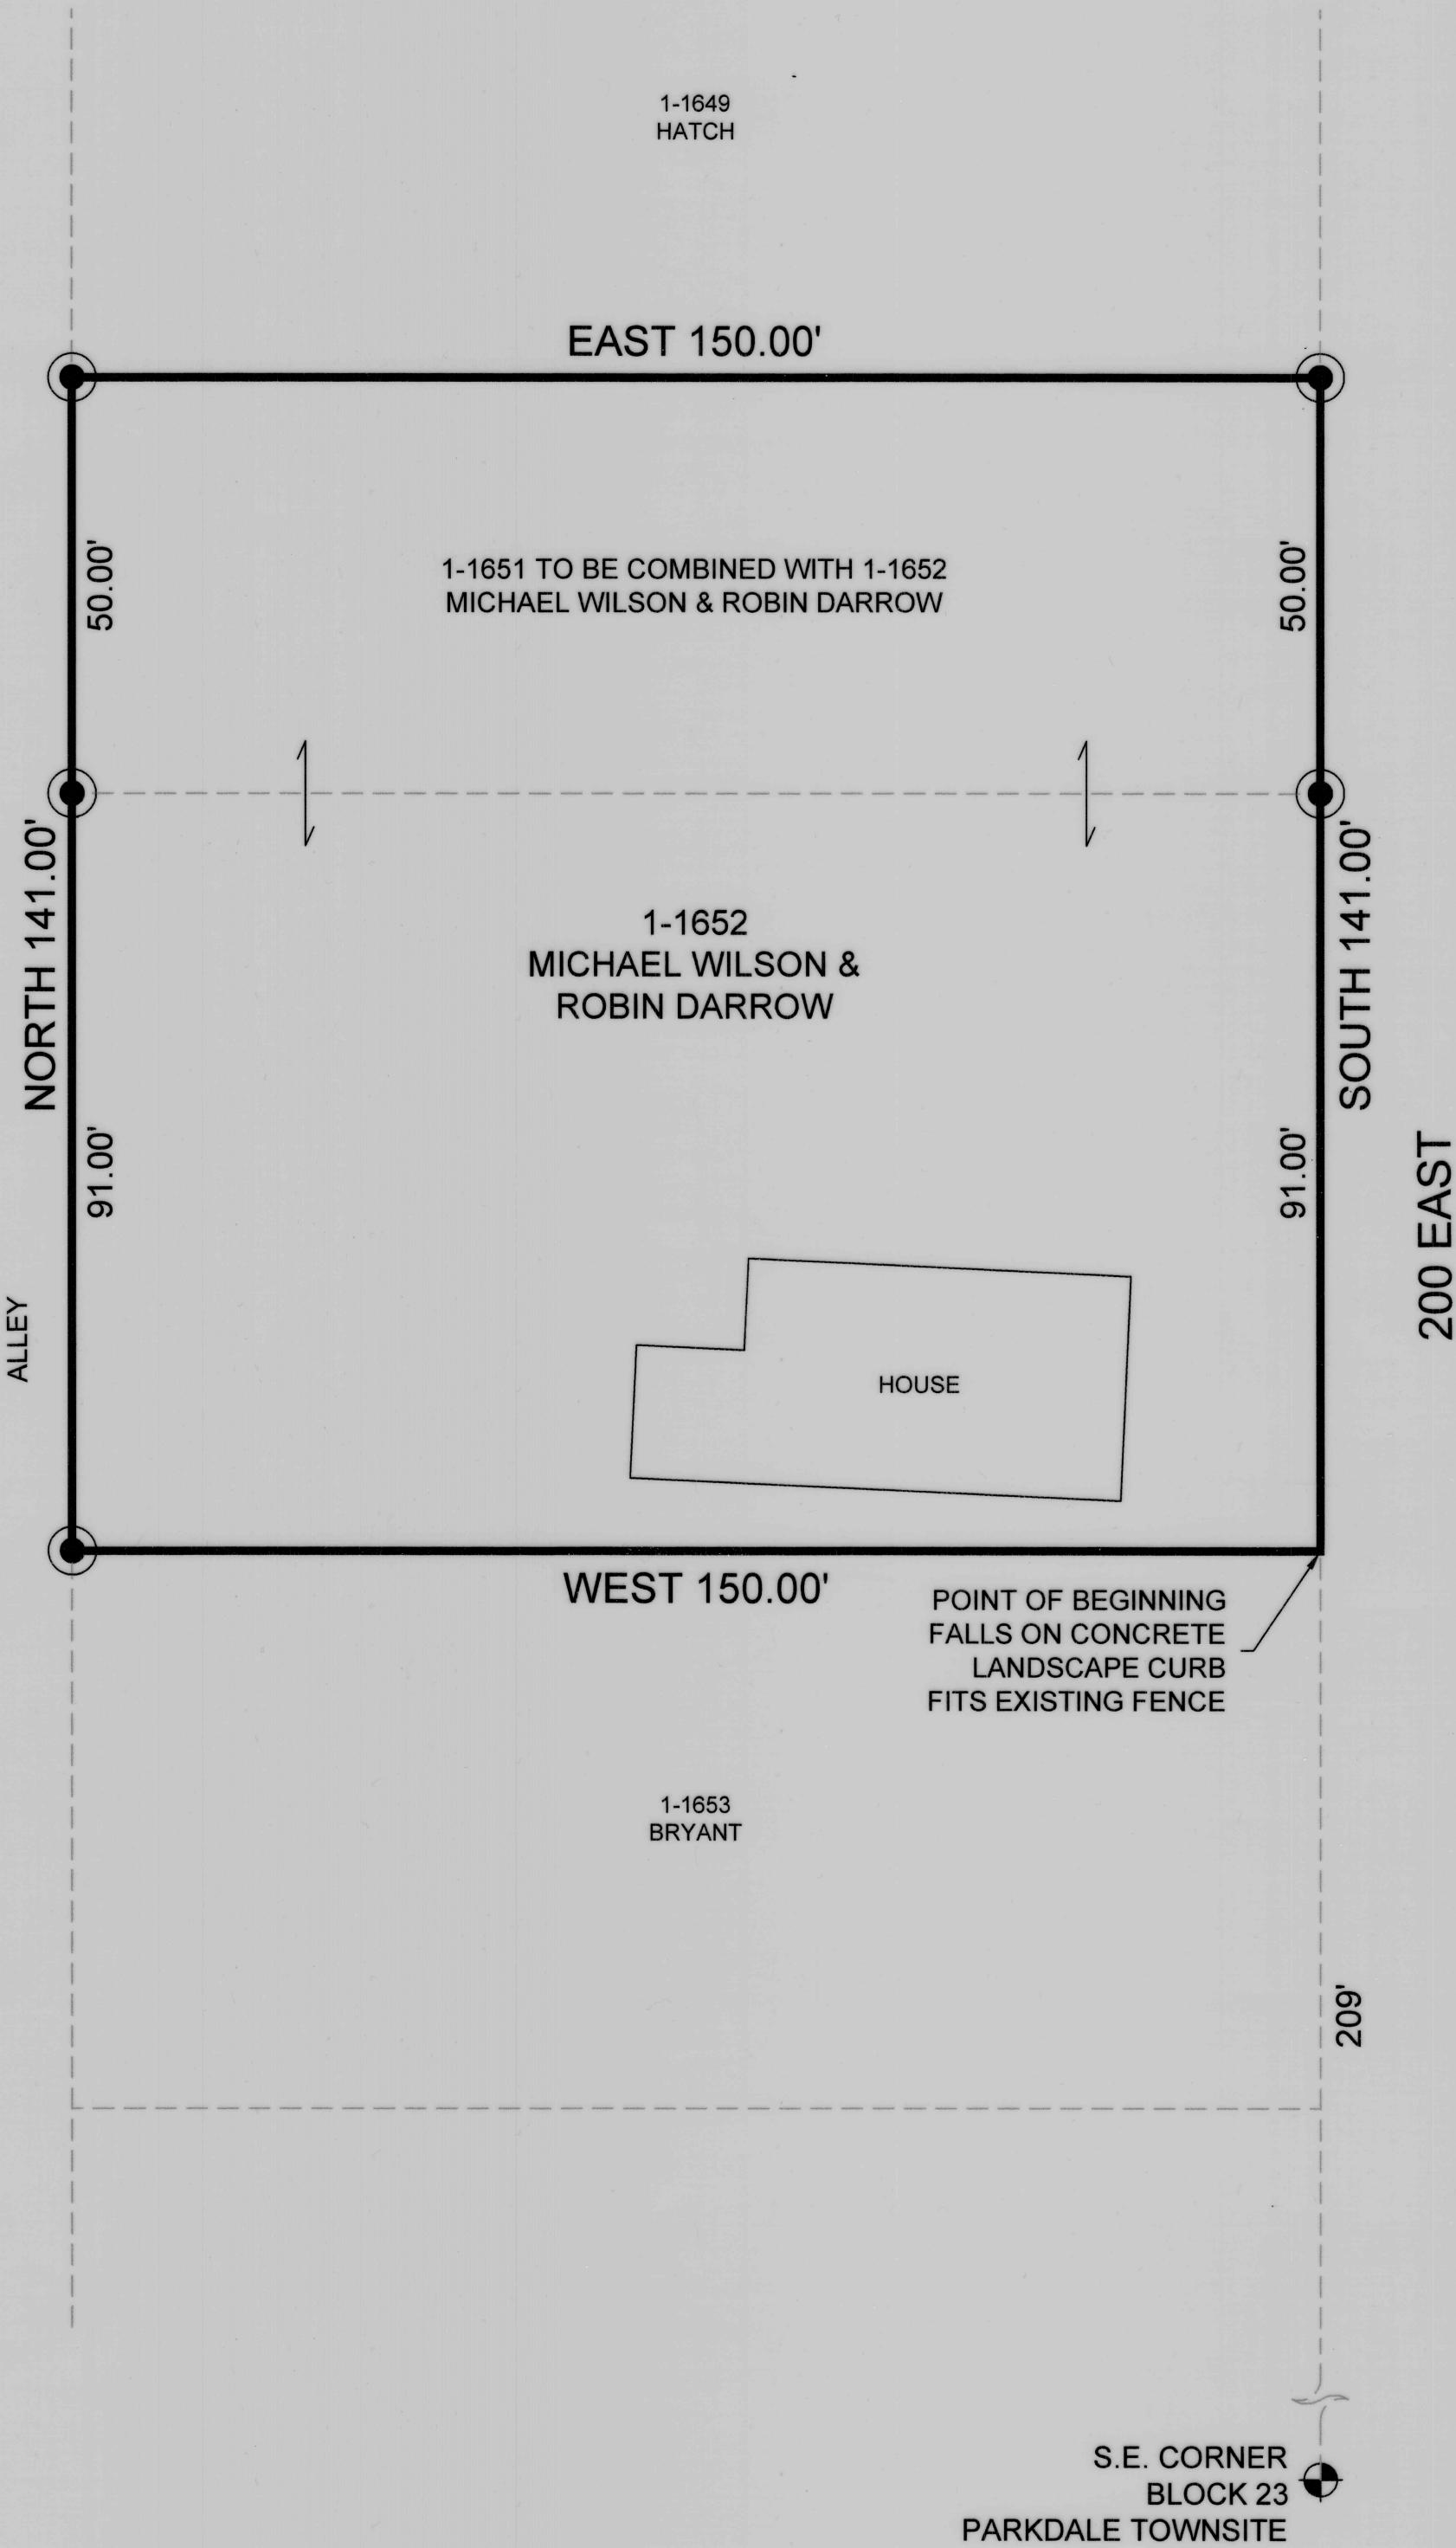 1-1649
HATCH
EAST 150.00'
50.00'
1-1651 TO BE COMBINED WITH 1-1652
MICHAEL WILSON & ROBIN DARROW
50.00'
NORTH 141.00'
1-1652
MICHAEL WILSON &
ROBIN DARROW
SOUTH 141.00'
91.00'
91.00'
200 EAST
ALLEY
HOUSE
WEST 150.00'
POINT OF BEGINNING
FALLS ON CONCRETE
LANDSCAPE CURB
FITS EXISTING FENCE
1-1653
BRYANT
209'
S.E. CORNER
BLOCK 23
PARKDALE TOWNSITE